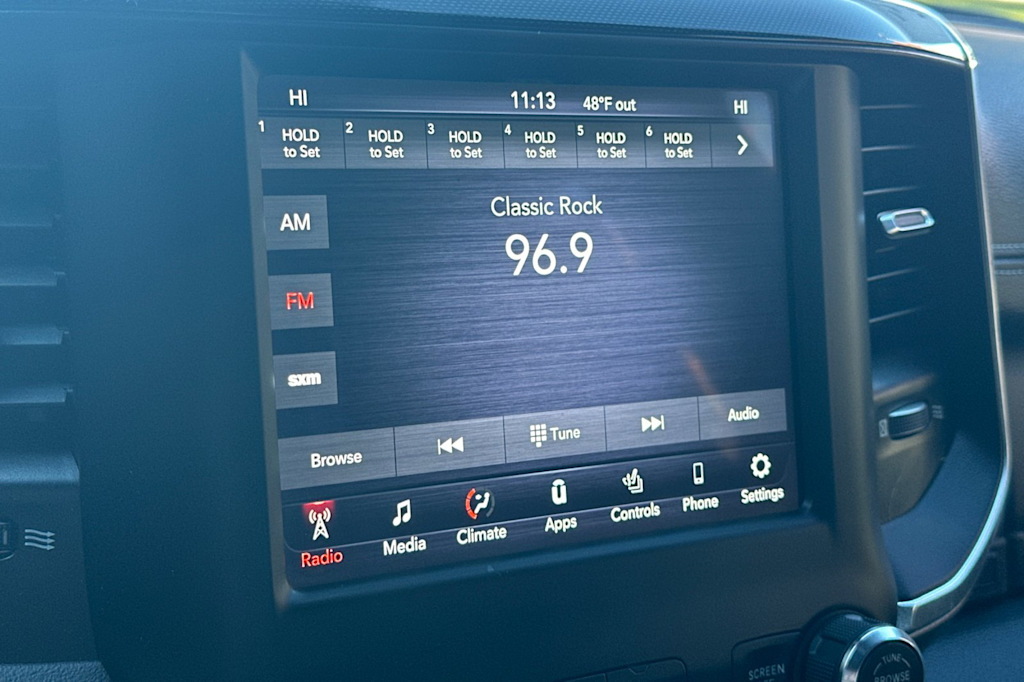 HI 11:13 48°F out HI
1 HOLD to Set
2 HOLD to Set
3 HOLD to Set
4 HOLD to Set
5 HOLD to Set
6 HOLD to Set
Classic Rock
96.9
AM
FM
sxm
Browse Tune Audio
Radio Media Climate Apps Controls Phone Settings
SCREEN
TUNE
BROWSE